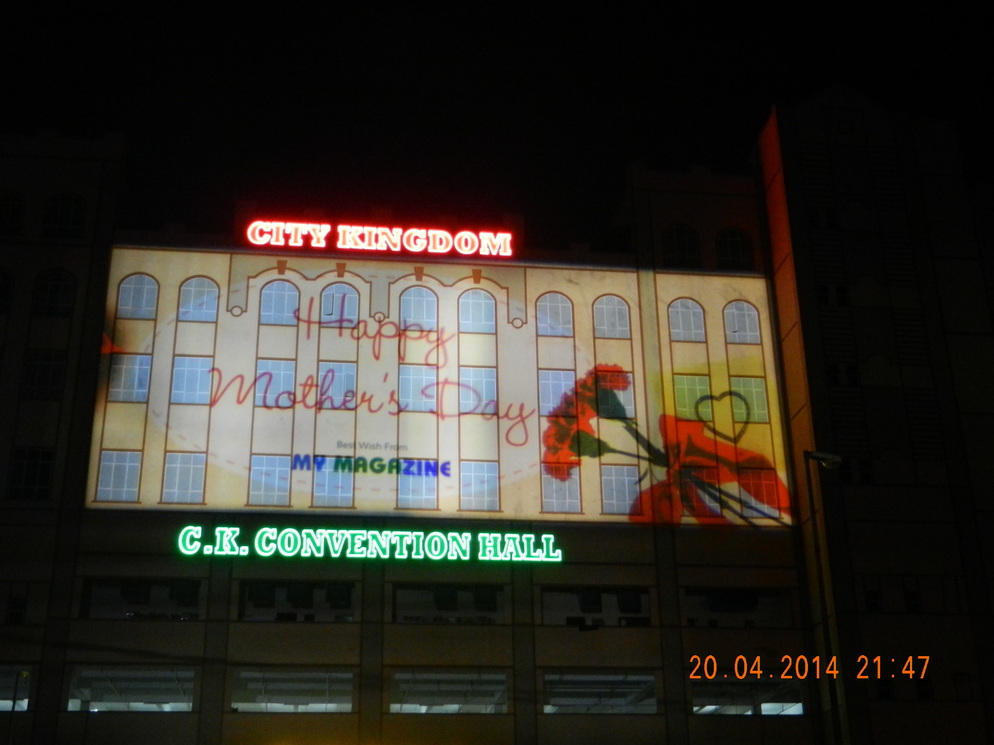 CITY KINGDOM
Happy
Mother's Day
Best Wish From
MY MAGAZINE
C.K. CONVENTION HALL
20.04.2014 21:47